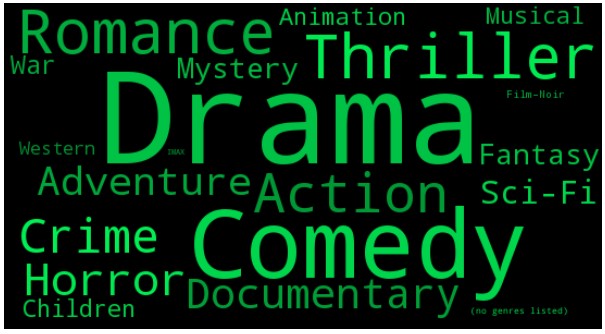 Romance
Animation
Musical
War
Mystery
Thriller
Drama
Film-Noir
Western
IMAX
Fantasy
Adventure
Action
Sci-Fi
Crime
Comedy
Horror
Documentary
Children
(no genres listed)